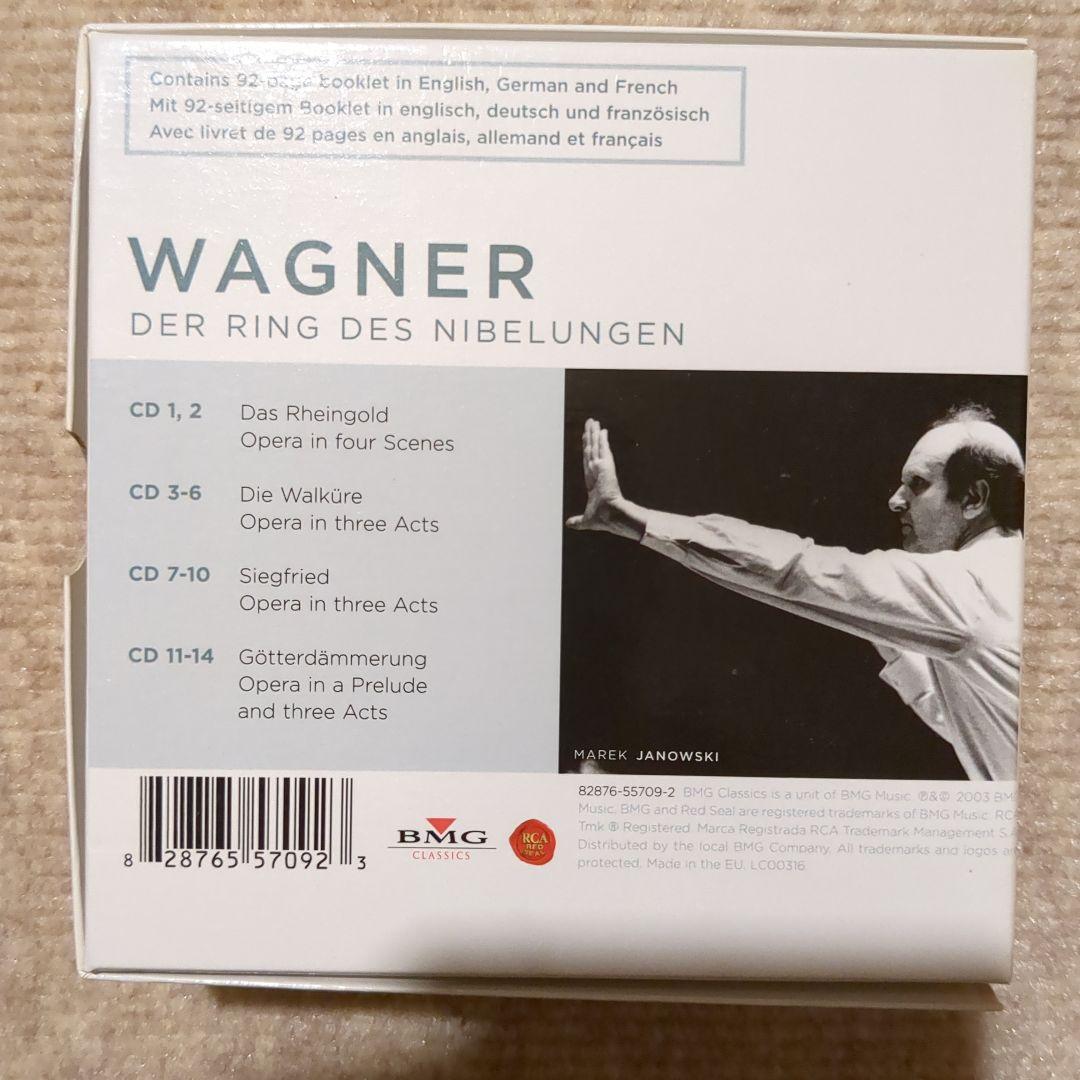 Contains 92-page booklet in English, German and French
Mit 92-seitigem Booklet in englisch, deutsch und französisch
Avec livret de 92 pages en anglais, allemand et français
WAGNER
DER RING DES NIBELUNGEN
CD 1, 2 Das Rheingold
Opera in four Scenes
CD 3-6 Die Walküre
Opera in three Acts
CD 7-10 Siegfried
Opera in three Acts
CD 11-14 Götterdämmerung
Opera in a Prelude
and three Acts
MAREK JANOWSKI
8 28765 57092 3
BMG
CLASSICS
RCA
RED
SEAL
82876-55709-2 BMG Classics is a unit of BMG Music. ℗&© 2003 BM
Music. BMG and Red Seal are registered trademarks of BMG Music. RC
Tmk ® Registered. Marca Registrada RCA Trademark Management S.A
Distributed by the local BMG Company. All trademarks and logos a
protected. Made in the EU. LC00316